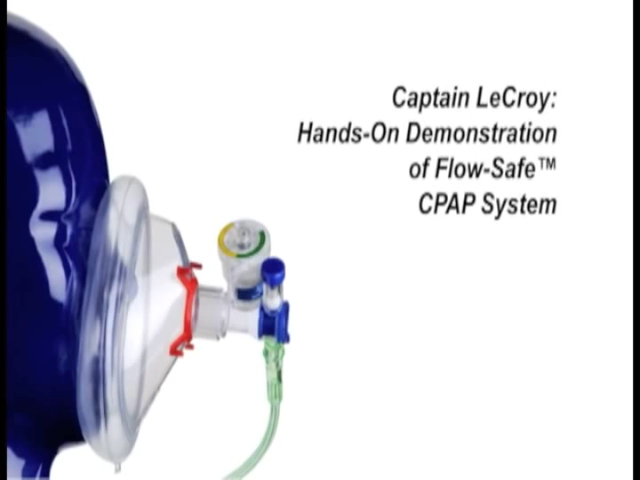 Captain LeCroy:
Hands-On Demonstration
of Flow-Safe™
CPAP System